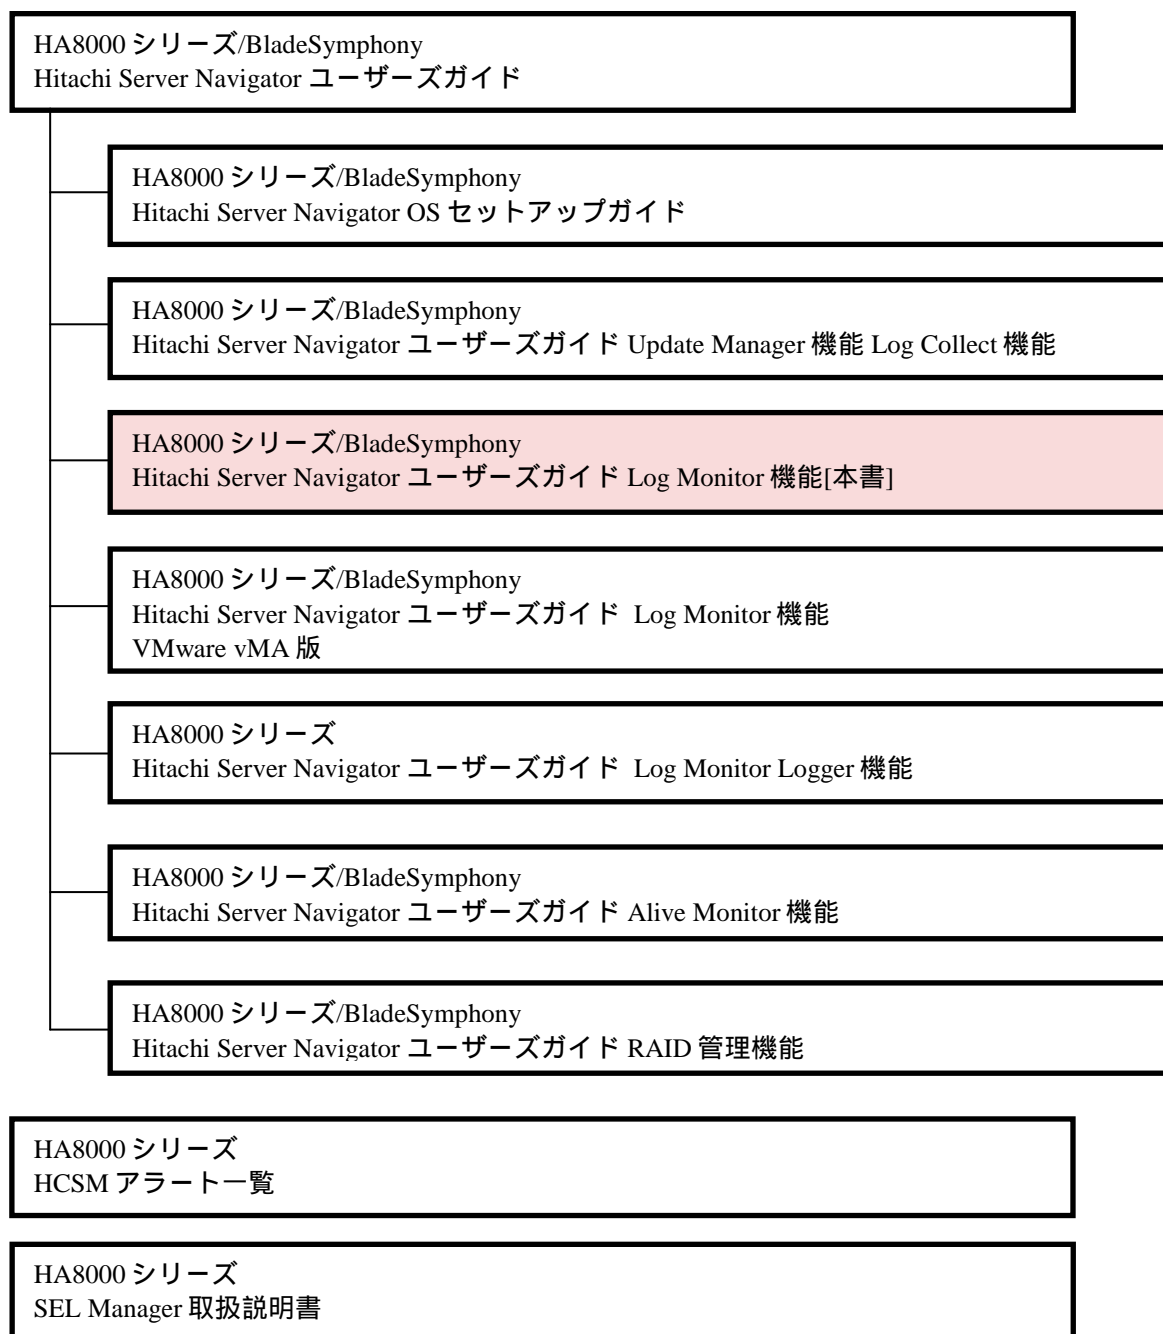 HA8000 シリーズ/BladeSymphony
Hitachi Server Navigator ユーザーズガイド
HA8000 シリーズ/BladeSymphony
Hitachi Server Navigator OS セットアップガイド
HA8000 シリーズ/BladeSymphony
Hitachi Server Navigator ユーザーズガイド Update Manager 機能 Log Collect 機能
HA8000 シリーズ/BladeSymphony
Hitachi Server Navigator ユーザーズガイド Log Monitor 機能[本書]
HA8000 シリーズ/BladeSymphony
Hitachi Server Navigator ユーザーズガイド Log Monitor 機能
VMware vMA 版
HA8000 シリーズ
Hitachi Server Navigator ユーザーズガイド Log Monitor Logger 機能
HA8000 シリーズ/BladeSymphony
Hitachi Server Navigator ユーザーズガイド Alive Monitor 機能
HA8000 シリーズ/BladeSymphony
Hitachi Server Navigator ユーザーズガイド RAID 管理機能
HA8000 シリーズ
HCSM アラート一覧
HA8000 シリーズ
SEL Manager 取扱説明書